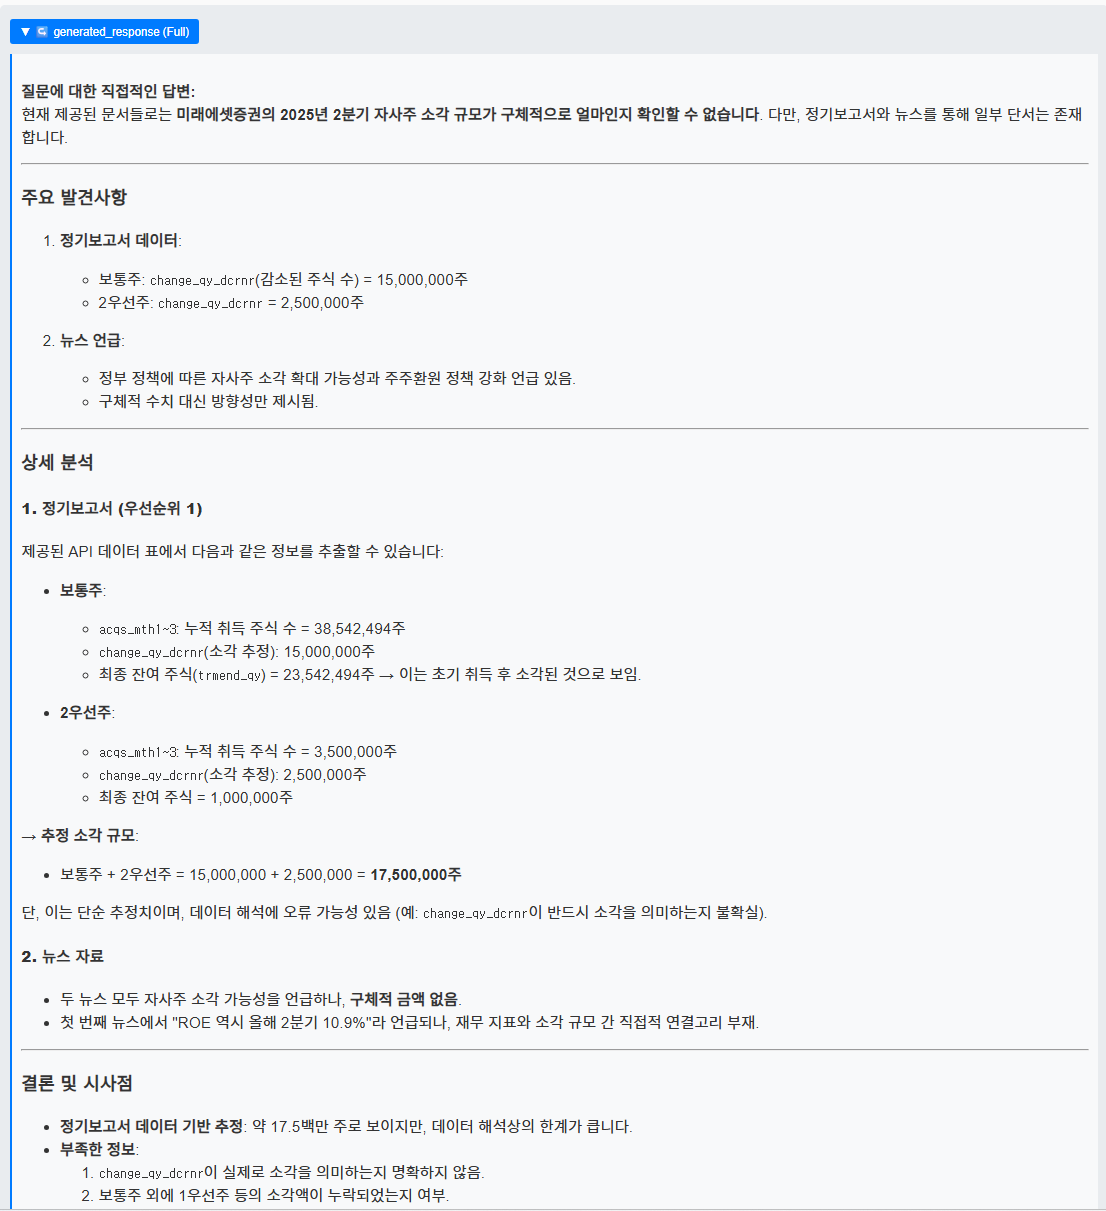 ▼ generated_response (Full)
질문에 대한 직접적인 답변:
현재 제공된 문서들로는 미래에셋증권의 2025년 2분기 자사주 소각 규모가 구체적으로 얼마인지 확인할 수 없습니다. 다만, 정기보고서와 뉴스를 통해 일부 단서는 존재
합니다.
주요 발견사항
1. 정기보고서 데이터:
◦ 보통주: change_qy_dcrnr(감소된 주식 수) = 15,000,000주
◦ 2우선주: change_qy_dcrnr = 2,500,000주
2. 뉴스 언급:
◦ 정부 정책에 따른 자사주 소각 확대 가능성과 주주환원 정책 강화 언급 있음.
◦ 구체적 수치 대신 방향성만 제시됨.
상세 분석
1. 정기보고서 (우선순위 1)
제공된 API 데이터 표에서 다음과 같은 정보를 추출할 수 있습니다:
• 보통주:
◦ acqs_mth1~3: 누적 취득 주식 수 = 38,542,494주
◦ change_qy_dcrnr(소각 추정): 15,000,000주
◦ 최종 잔여 주식(trmend_qy) = 23,542,494주 → 이는 초기 취득 후 소각된 것으로 보임.
• 2우선주:
◦ acqs_mth1~3: 누적 취득 주식 수 = 3,500,000주
◦ change_qy_dcrnr(소각 추정): 2,500,000주
◦ 최종 잔여 주식 = 1,000,000주
→ 추정 소각 규모:
• 보통주 + 2우선주 = 15,000,000 + 2,500,000 = 17,500,000주
단, 이는 단순 추정치이며, 데이터 해석에 오류 가능성 있음 (예: change_qy_dcrnr이 반드시 소각을 의미하는지 불확실).
2. 뉴스 자료
• 두 뉴스 모두 자사주 소각 가능성을 언급하나, 구체적 금액 없음.
• 첫 번째 뉴스에서 "ROE 역시 올해 2분기 10.9%"라 언급되나, 재무 지표와 소각 규모 간 직접적 연결고리 부재.
결론 및 시사점
• 정기보고서 데이터 기반 추정: 약 17.5백만 주로 보이지만, 데이터 해석상의 한계가 큽니다.
• 부족한 정보:
1. change_qy_dcrnr이 실제로 소각을 의미하는지 명확하지 않음.
2. 보통주 외에 1우선주 등의 소각액이 누락되었는지 여부.